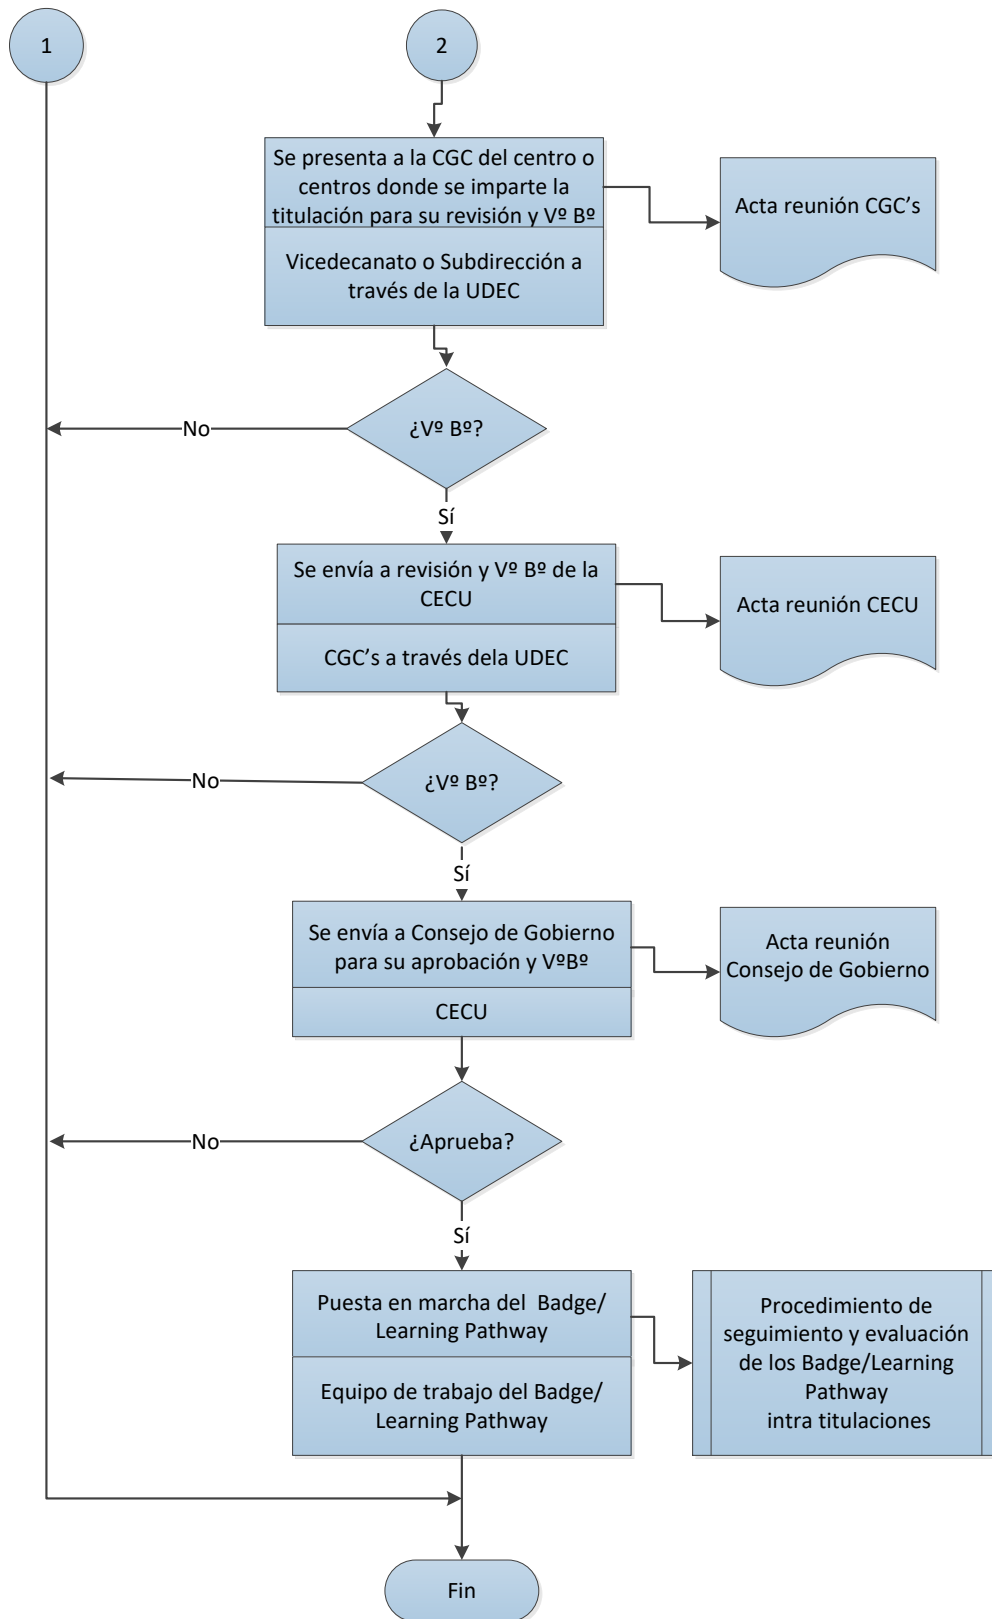 1
2
Se presenta a la CGC del centro o
centros donde se imparte la
titulación para su revisión y Vº Bº
Vicedecanato o Subdirección a
través de la UDEC
Acta reunión CGC's
¿Vº Bº?
No
Sí
Se envía a revisión y Vº Bº de la
CECU
CGC's a través dela UDEC
Acta reunión CECU
¿Vº Bº?
No
Sí
Se envía a Consejo de Gobierno
para su aprobación y VºBº
CECU
Acta reunión
Consejo de Gobierno
¿Aprueba?
No
Sí
Puesta en marcha del Badge/
Learning Pathway
Equipo de trabajo del Badge/
Learning Pathway
Procedimiento de
seguimiento y evaluación
de los Badge/Learning
Pathway
intra titulaciones
Fin